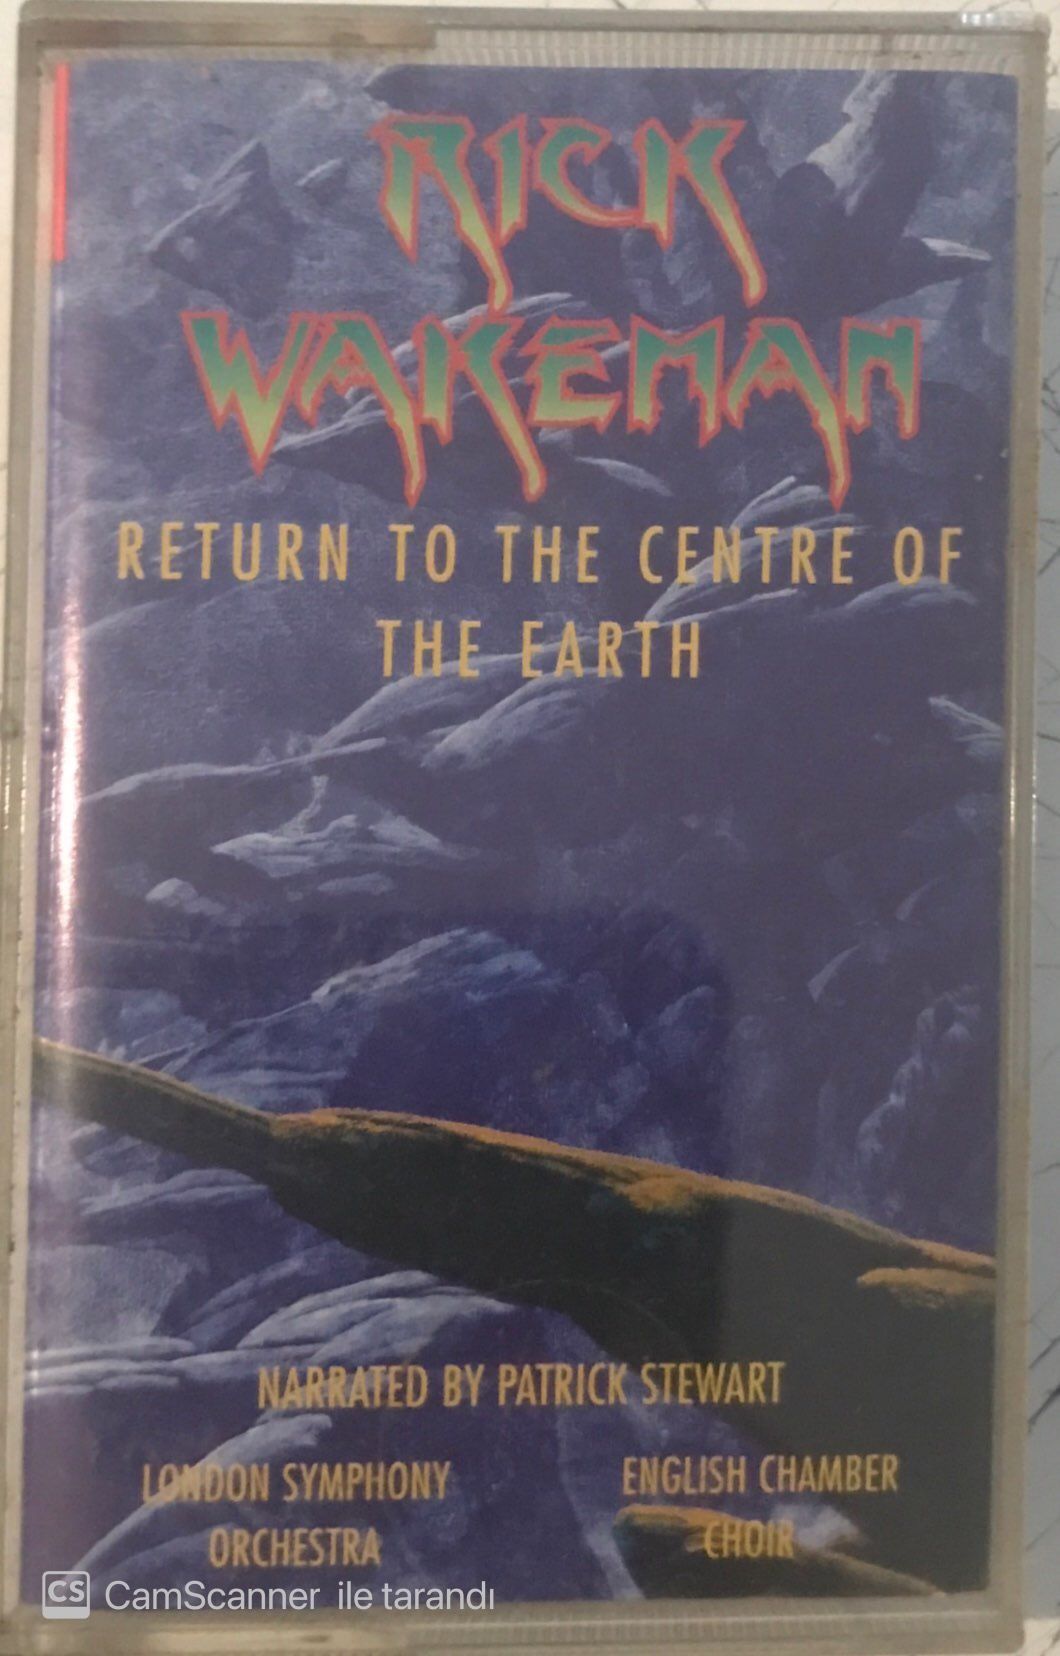 RICK
WAKEMAN
RETURN TO THE CENTRE OF
THE EARTH
NARRATED BY PATRICK STEWART
LONDON SYMPHONY
ORCHESTRA
ENGLISH CHAMBER
CHOIR
CS CamScanner ile tarandı